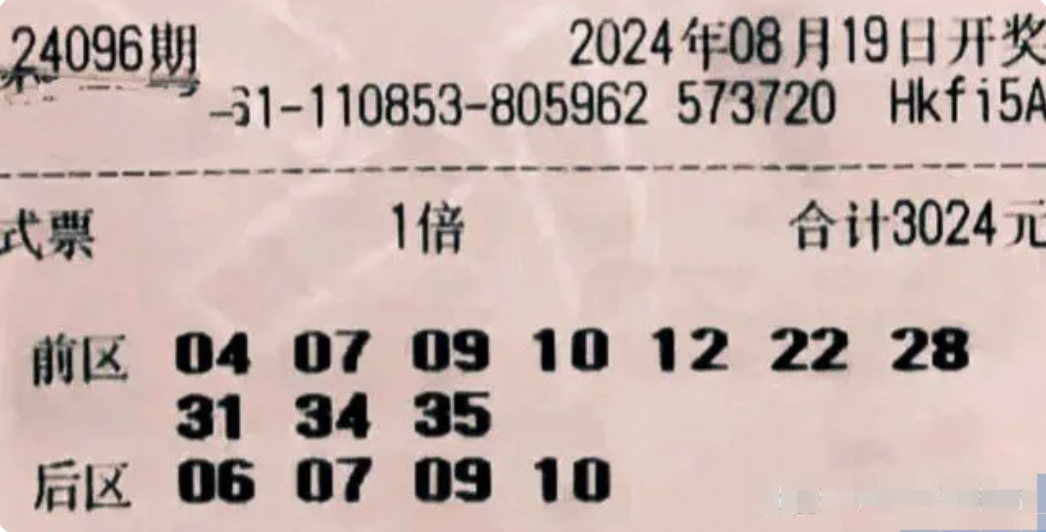 24096期 2024年08月19日开奖
-61-110853-805962 573720 Hkfi5A
式票 1倍 合计3024元
前区 04 07 09 10 12 22 28
31 34 35
后区 06 07 09 10